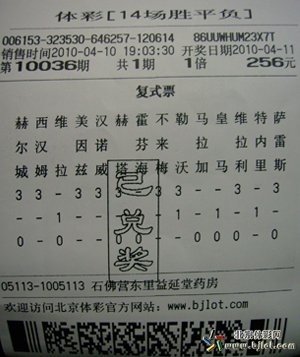 体彩[14场胜平负]
006153-323530-646257-120614 86UUWHUM23X7T
销售时间2010-04-10 19:03:30 开奖日期2010-04-11
第10036期 共1票 1倍 256元
复式票
赫 西 维 美 汉 赫 雷 不 勒 马 皇 维 特 萨
尔 汉 因 诺 芬 来 拉 拉 内 雷
城 姆 拉 兹 威 塔 海 梅 沃 加 马 利 里 斯
已兑奖
05113-1005113 石佛营东里益延堂药房
欢迎访问北京体彩官方网站:www.bjlot.com
北京体彩网
www.bjlot.com